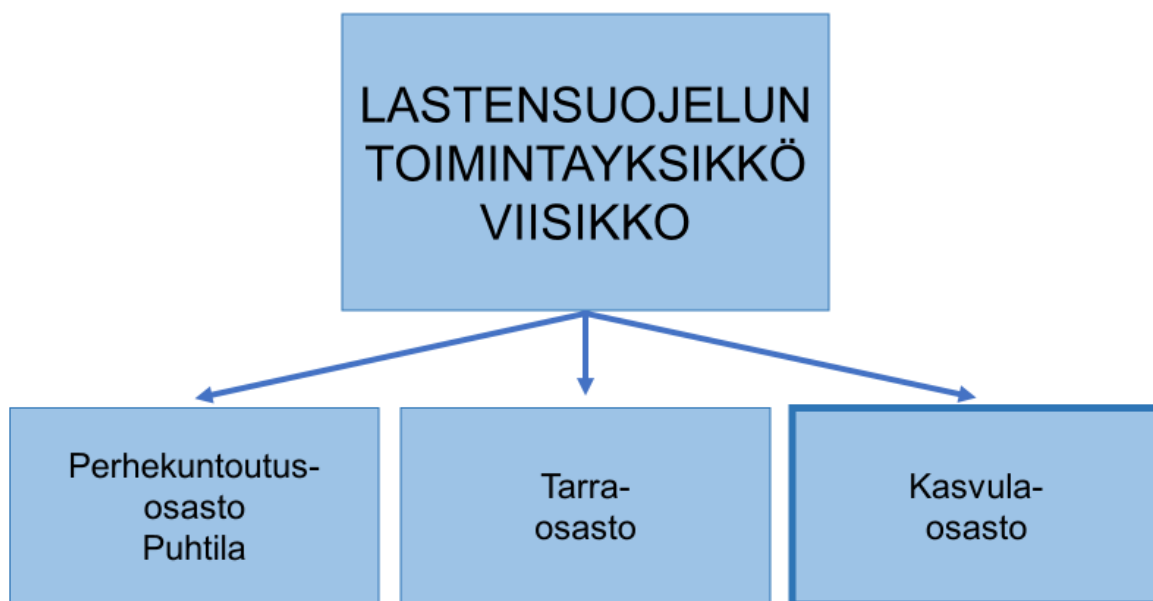 LASTENSUOJELUN
TOIMINTAYKSIKKÖ
VIISIKKO
Perhekuntoutus-
osasto
Puhtila
Tarra-
osasto
Kasvula-
osasto